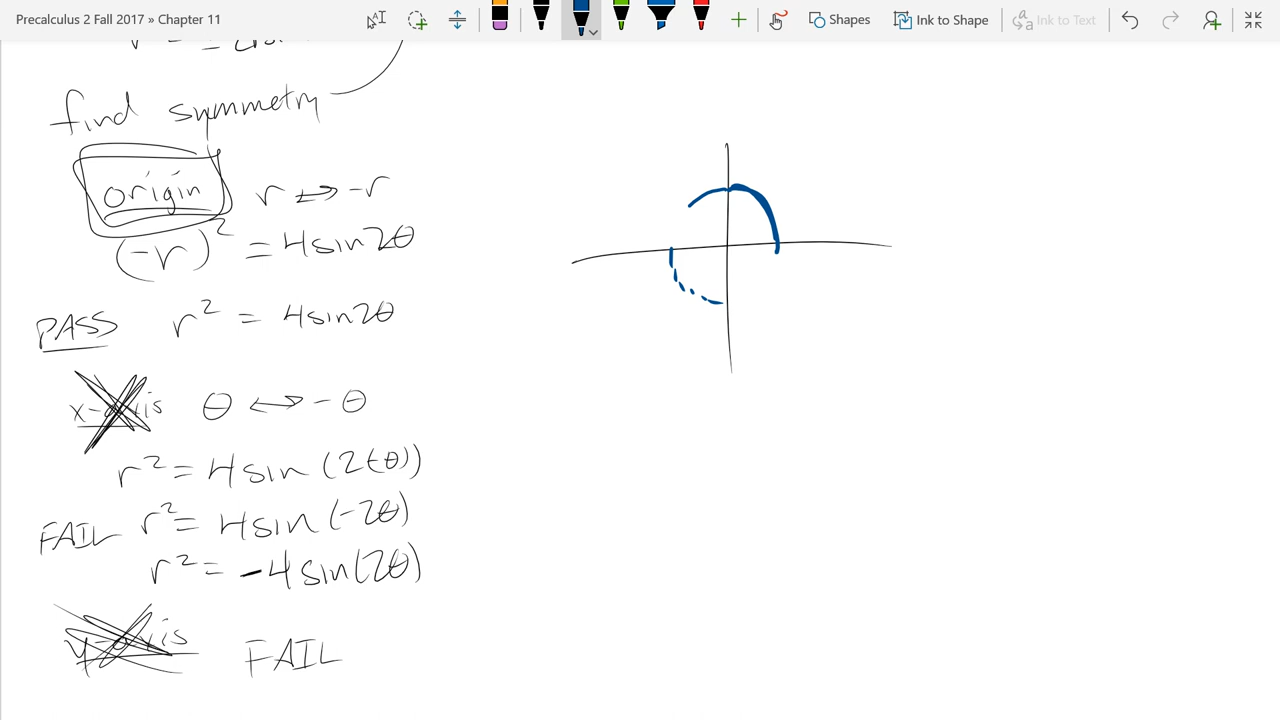 Precalculus 2 Fall 2017 » Chapter 11
Shapes
Ink to Shape
Ink to Text
find symmetry
origin r ↔ -r
(-r)² = 4sin2θ
PASS r² = 4sin2θ
x-axis θ ↔ -θ
r² = 4sin(2(-θ))
FAIL r² = 4sin(-2θ)
r² = -4sin(2θ)
y-axis FAIL